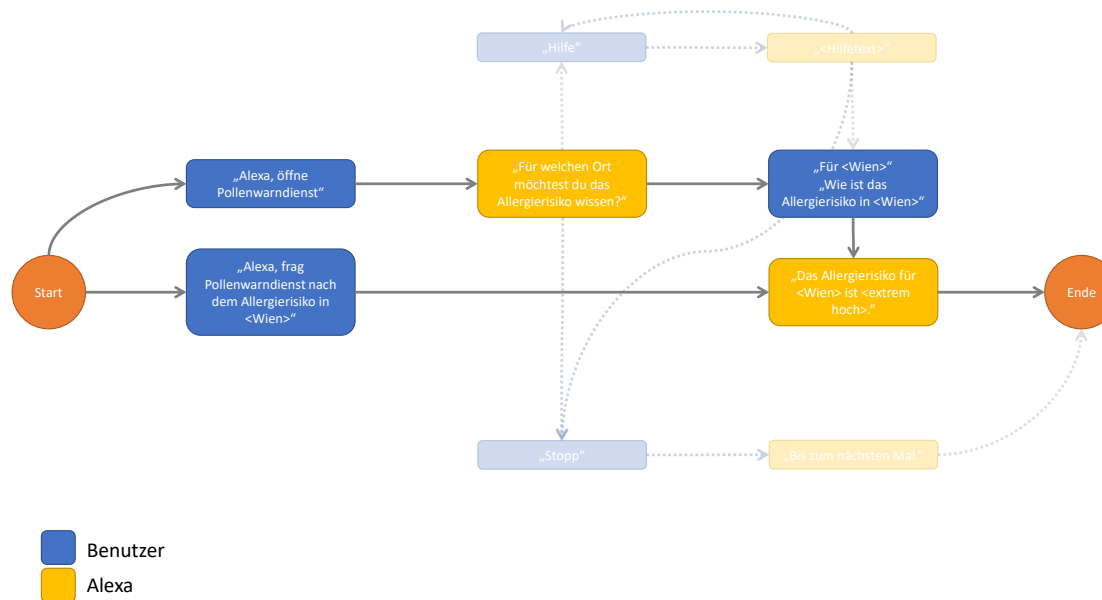 „Hilfe“
„<Hilfetext>“
„Alexa, öffne
Pollenwarndienst“
„Für welchen Ort
möchtest du das
Allergierisiko wissen?“
„Für <Wien>“
„Wie ist das
Allergierisiko in <Wien>“
Start
„Alexa, frag
Pollenwarndienst nach
dem Allergierisiko in
<Wien>“
„Das Allergierisiko für
<Wien> ist <extrem
hoch>.“
Ende
„Stopp“
„Bis zum nächsten Mal.“
Benutzer
Alexa